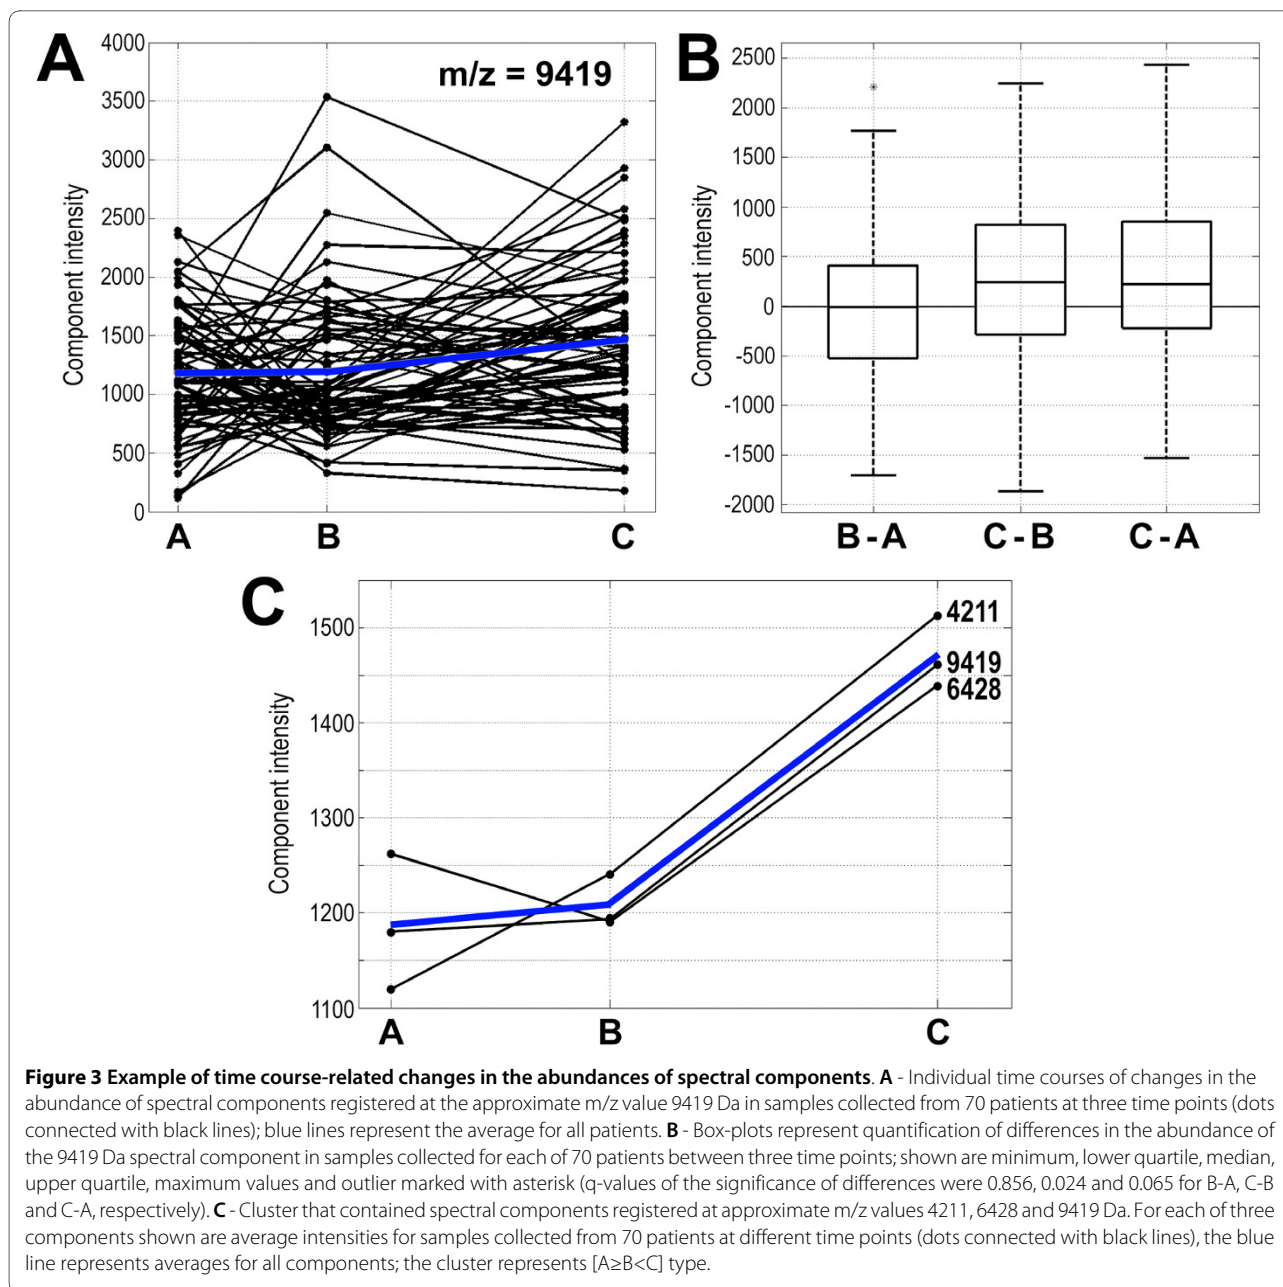 A
m/z = 9419
4000
3500
3000
2500
2000
1500
1000
500
0
Component intensity
A B C
B
2500
2000
1500
1000
500
0
-500
-1000
-1500
-2000
Component intensity
B - A C - B C - A
C
1500
1400
1300
1200
1100
Component intensity
4211
9419
6428
A B C
Figure 3 Example of time course-related changes in the abundances of spectral components. A - Individual time courses of changes in the
abundance of spectral components registered at the approximate m/z value 9419 Da in samples collected from 70 patients at three time points (dots
connected with black lines); blue lines represent the average for all patients. B - Box-plots represent quantification of differences in the abundance of
the 9419 Da spectral component in samples collected for each of 70 patients between three time points; shown are minimum, lower quartile, median,
upper quartile, maximum values and outlier marked with asterisk (q-values of the significance of differences were 0.856, 0.024 and 0.065 for B-A, C-B
and C-A, respectively). C - Cluster that contained spectral components registered at approximate m/z values 4211, 6428 and 9419 Da. For each of three
components shown are average intensities for samples collected from 70 patients at different time points (dots connected with black lines), the blue
line represents averages for all components; the cluster represents [A≥B<C] type.